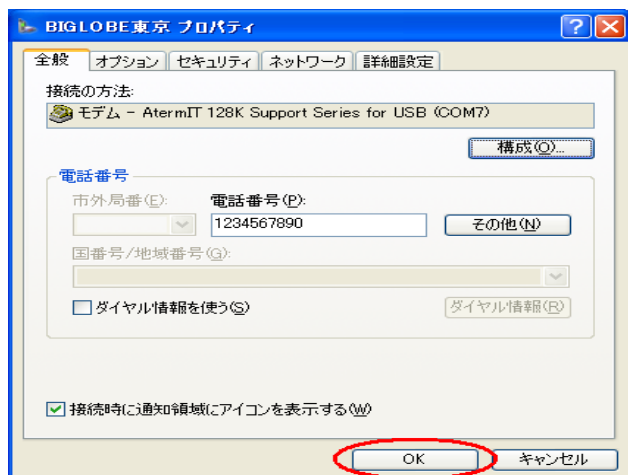 BIGLOBE東京 プロパティ
全般 オプション セキュリティ ネットワーク 詳細設定
接続の方法:
モデム - AtermIT 128K Support Series for USB (COM7)
構成(O)...
電話番号
市外局番(E): 電話番号(P):
1234567890 その他(N)
国番号/地域番号(G):
ダイヤル情報を使う(S) ダイヤル情報(R)
接続時に通知領域にアイコンを表示する(W)
OK キャンセル